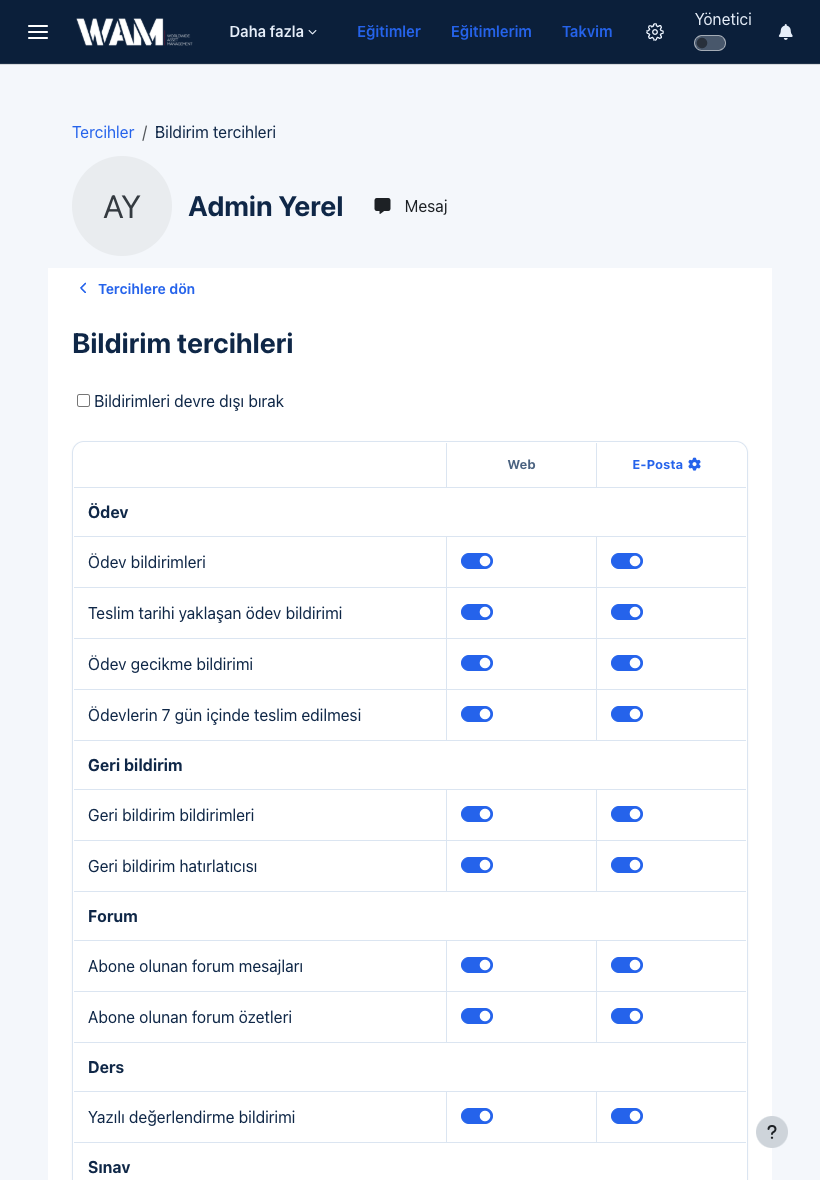 WAM WORLDWIDE ASSET MANAGEMENT
Daha fazla
Eğitimler
Eğitimlerim
Takvim
Yönetici
Tercihler / Bildirim tercihleri
AY
Admin Yerel
Mesaj
Tercihlere dön
Bildirim tercihleri
Bildirimleri devre dışı bırak
Web
E-Posta
Ödev
Ödev bildirimleri
Teslim tarihi yaklaşan ödev bildirimi
Ödev gecikme bildirimi
Ödevlerin 7 gün içinde teslim edilmesi
Geri bildirim
Geri bildirim bildirimleri
Geri bildirim hatırlatıcısı
Forum
Abone olunan forum mesajları
Abone olunan forum özetleri
Ders
Yazılı değerlendirme bildirimi
?
Sınav